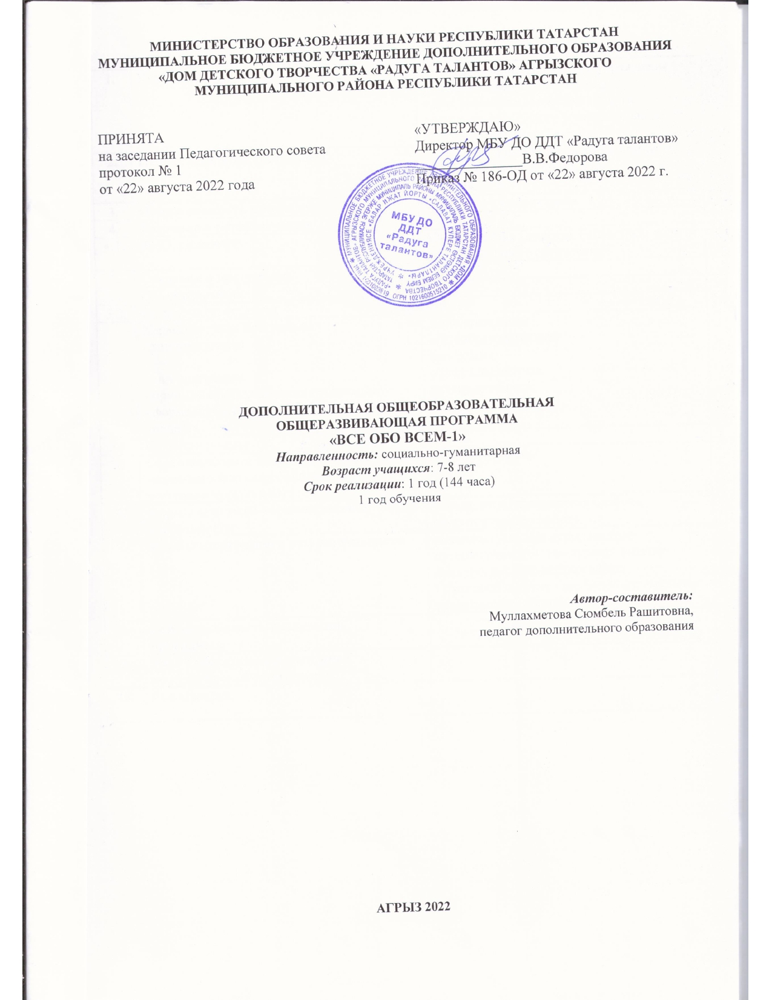 МИНИСТЕРСТВО ОБРАЗОВАНИЯ И НАУКИ РЕСПУБЛИКИ ТАТАРСТАН
МУНИЦИПАЛЬНОЕ БЮДЖЕТНОЕ УЧРЕЖДЕНИЕ ДОПОЛНИТЕЛЬНОГО ОБРАЗОВАНИЯ
«ДОМ ДЕТСКОГО ТВОРЧЕСТВА «РАДУГА ТАЛАНТОВ» АГРЫЗСКОГО
МУНИЦИПАЛЬНОГО РАЙОНА РЕСПУБЛИКИ ТАТАРСТАН
ПРИНЯТА
на заседании Педагогического совета
протокол № 1
от «22» августа 2022 года
«УТВЕРЖДАЮ»
Директор МБУ ДО ДДТ «Радуга талантов»
______________В.В.Федорова
Приказ № 186-ОД от «22» августа 2022 г.
МБУ ДО
ДДТ
«Радуга
талантов»
ОГРН 1021600515210
ДОПОЛНИТЕЛЬНАЯ ОБЩЕОБРАЗОВАТЕЛЬНАЯ
ОБЩЕРАЗВИВАЮЩАЯ ПРОГРАММА
«ВСЕ ОБО ВСЕМ-1»
Направленность: социально-гуманитарная
Возраст учащихся: 7-8 лет
Срок реализации: 1 год (144 часа)
1 год обучения
Автор-составитель:
Муллахметова Сюмбель Рашитовна,
педагог дополнительного образования
АГРЫЗ 2022